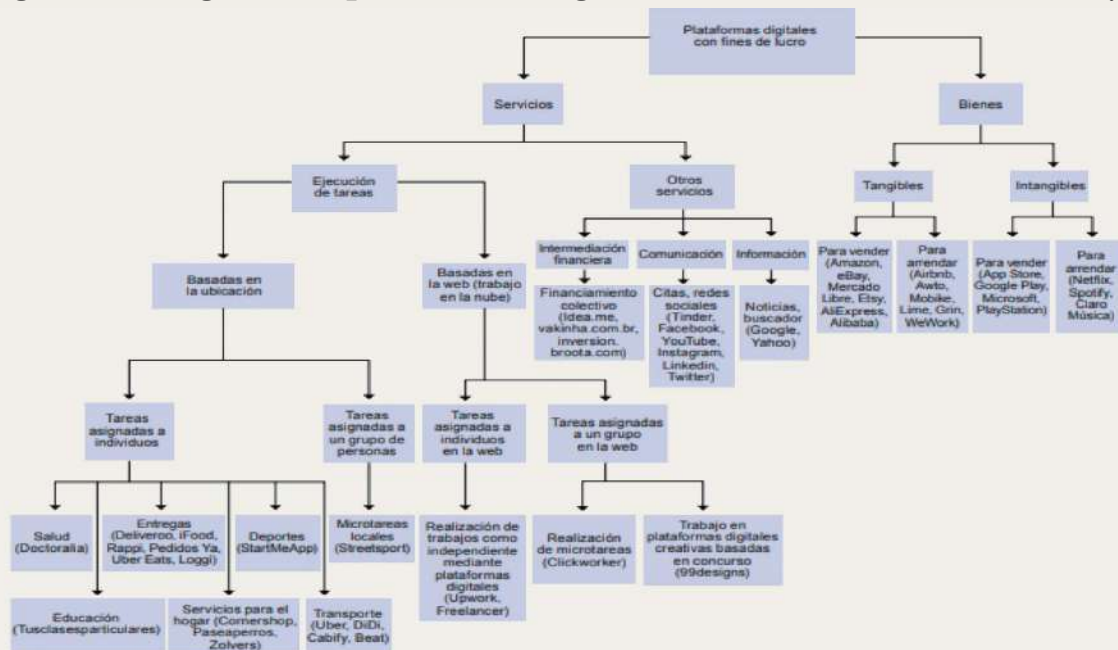 Plataformas digitales
con fines de lucro
Servicios
Bienes
Ejecución
de tareas
Otros
servicios
Tangibles
Intangibles
Basadas en
la ubicación
Basadas en
la web (trabajo
en la nube)
Intermediación
financiera
Comunicación
Información
Para vender
(Amazon,
eBay,
Mercado
Libre, Etsy,
AliExpress,
Alibaba)
Para
arrendar
(Airbnb,
Awto,
Mobike,
Lime, Grin,
WeWork)
Para vender
(App Store,
Google Play,
Microsoft,
PlayStation)
Para
arrendar
(Netflix,
Spotify,
Claro
Música)
Financiamiento
colectivo
(Idea.me,
vakinha.com.br,
inversion.
broota.com)
Citas, redes
sociales
(Tinder,
Facebook,
YouTube,
Instagram,
Linkedin,
Twitter)
Noticias,
buscador
(Google,
Yahoo)
Tareas
asignadas a
individuos
Tareas
asignadas a
un grupo de
personas
Tareas
asignadas a
individuos
en la web
Tareas asignadas
a un grupo
en la web
Salud
(Doctoralia)
Entregas
(Deliveroo, iFood,
Rappi, Pedidos Ya,
Uber Eats, Loggi)
Deportes
(StartMeApp)
Microtareas
locales
(Streetsport)
Realización de
trabajos como
independiente
mediante
plataformas
digitales
(Upwork,
Freelancer)
Realización
de microtareas
(Clickworker)
Trabajo en
plataformas digitales
creativas basadas
en concurso
(99designs)
Educación
(Tusclasesparticulares)
Servicios para el
hogar (Cornershop,
Paseaperros,
Zolvers)
Transporte
(Uber, DiDi,
Cabify, Beat)